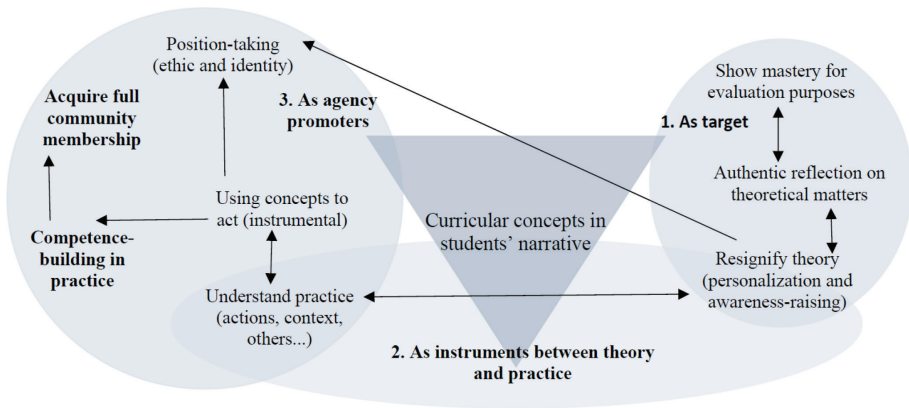 Position-taking
(ethic and identity)
Acquire full
community
membership
3. As agency
promoters
Using concepts to
act (instrumental)
Competence-
building in
practice
Understand practice
(actions, context,
others...)
Curricular concepts in
students’ narrative
2. As instruments between theory
and practice
1. As target
Show mastery for
evaluation purposes
Authentic reflection on
theoretical matters
Resignify theory
(personalization and
awareness-raising)